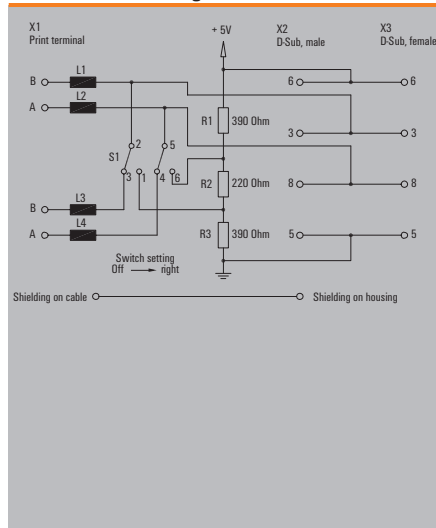 X1
Print terminal
+ 5V
X2
D-Sub, male
X3
D-Sub, female
B
L1
A
L2
6
6
R1
390 Ohm
3
3
S1
2
5
3
1
4
6
R2
220 Ohm
8
8
B
L3
A
L4
R3
390 Ohm
5
5
Switch setting
Off
right
Shielding on cable
Shielding on housing